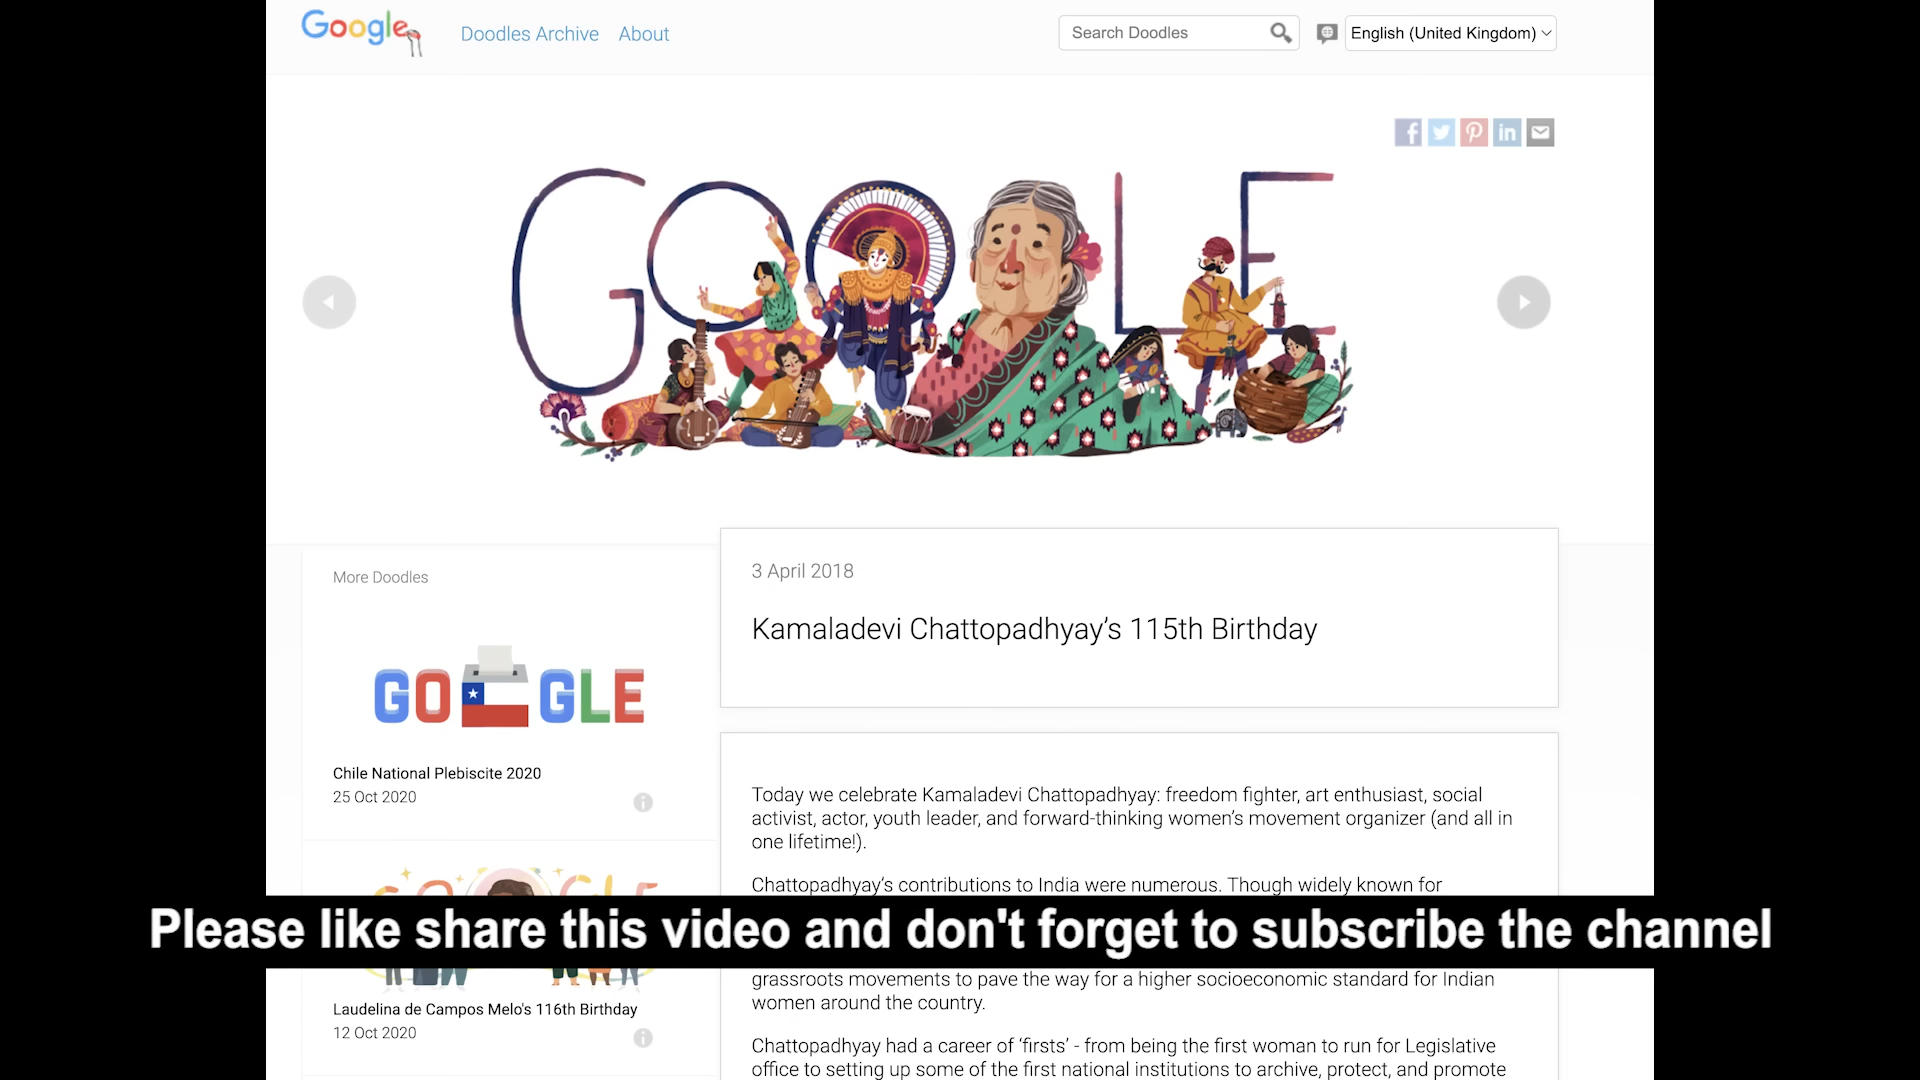 Google
Doodles Archive
About
Search Doodles
English (United Kingdom)
GOOGLE
3 April 2018
Kamaladevi Chattopadhyay's 115th Birthday
More Doodles
GO GLE
Chile National Plebiscite 2020
25 Oct 2020
Today we celebrate Kamaladevi Chattopadhyay: freedom fighter, art enthusiast, social
activist, actor, youth leader, and forward-thinking women's movement organizer (and all in
one lifetime!).
Chattopadhyay's contributions to India were numerous. Though widely known for
Please like share this video and don't forget to subscribe the channel
grassroots movements to pave the way for a higher socioeconomic standard for Indian
women around the country.
Laudelina de Campos Melo's 116th Birthday
12 Oct 2020
Chattopadhyay had a career of 'firsts' - from being the first woman to run for Legislative
office to setting up some of the first national institutions to archive, protect, and promote